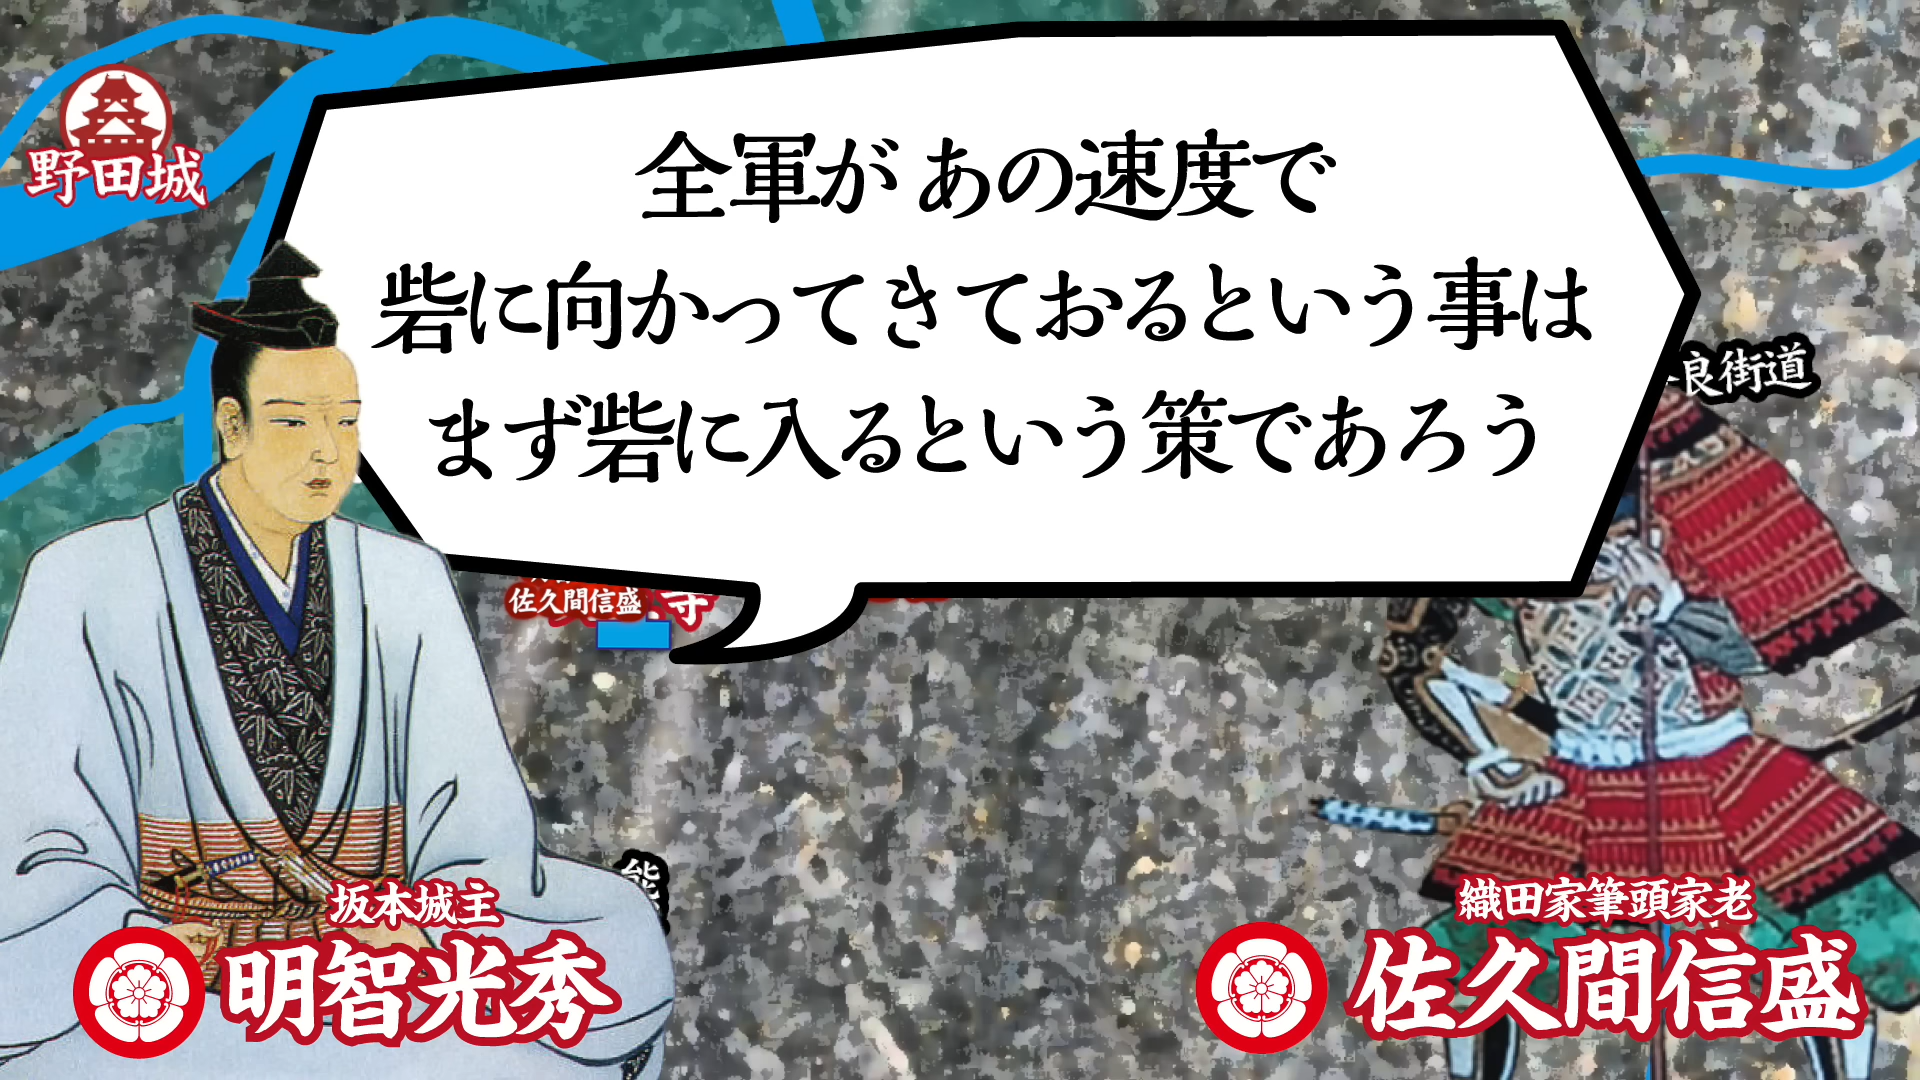 野田城
全軍が あの速度で
砦に向かってきておるという事は
まず砦に入るという策であろう
良街道
佐久間信盛
寺
熊
坂本城主
明智光秀
織田家筆頭家老
佐久間信盛